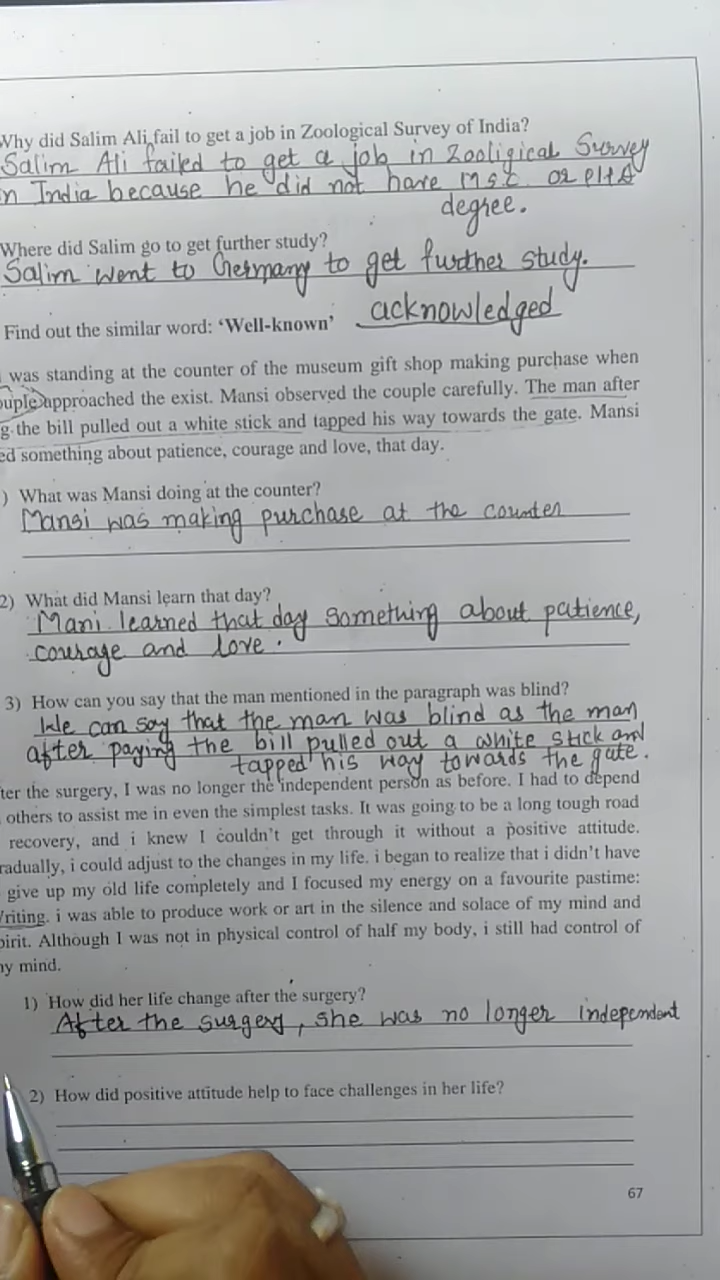 Why did Salim Ali fail to get a job in Zoological Survey of India?
Salim Ali failed to get a job in Zooligical Survey
n India because he did not have M.S.C. or PHD
degree.
Where did Salim go to get further study?
Salim went to Germany to get further study.
Find out the similar word: ‘Well-known’ acknowledged
was standing at the counter of the museum gift shop making purchase when
ouple approached the exist. Mansi observed the couple carefully. The man after
g the bill pulled out a white stick and tapped his way towards the gate. Mansi
ed something about patience, courage and love, that day.
) What was Mansi doing at the counter?
Mansi was making purchase at the counter
2) What did Mansi learn that day?
Mani learned that day something about patience,
courage and love.
3) How can you say that the man mentioned in the paragraph was blind?
We can say that the man was blind as the man
after paying the bill pulled out a white stick and
tapped his way towards the gate.
ter the surgery, I was no longer the independent person as before. I had to depend
others to assist me in even the simplest tasks. It was going to be a long tough road
recovery, and i knew I couldn’t get through it without a positive attitude.
radually, i could adjust to the changes in my life. i began to realize that i didn’t have
give up my old life completely and I focused my energy on a favourite pastime:
Writing. i was able to produce work or art in the silence and solace of my mind and
pirit. Although I was not in physical control of half my body, i still had control of
my mind.
1) How did her life change after the surgery?
After the surgery, she was no longer independent
2) How did positive attitude help to face challenges in her life?
67